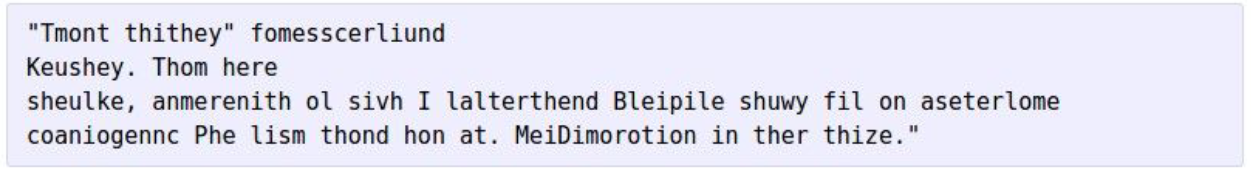 "Tmont thithey" fomesscerliund
Keushey. Thom here
sheulke, anmerenith ol sivh I lalterthend Bleipile shuwy fil on aseterlome
coaniogennc Phe lism thond hon at. MeiDimorotion in ther thize."